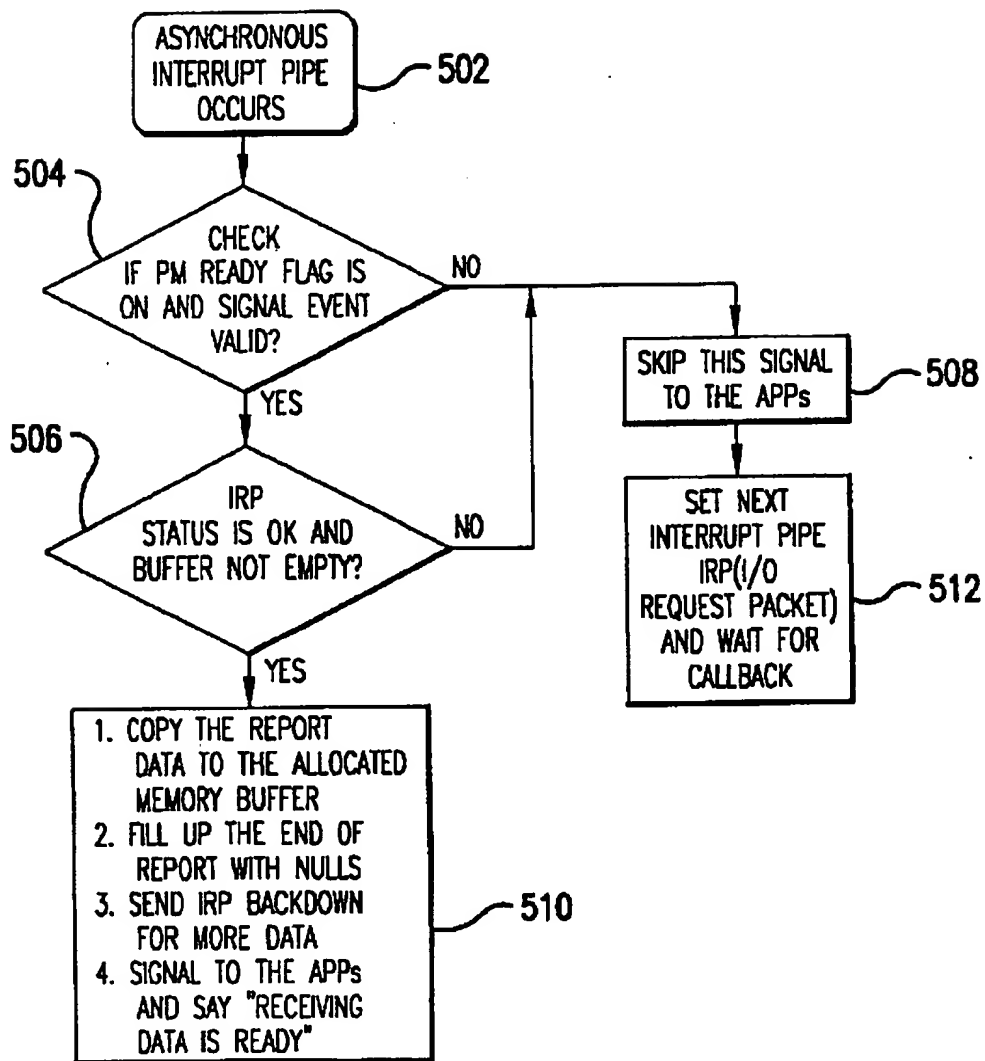 ASYNCHRONOUS
INTERRUPT PIPE
OCCURS
502
504
CHECK
IF PM READY FLAG IS
ON AND SIGNAL EVENT
VALID?
NO
YES
SKIP THIS SIGNAL
TO THE APPs
508
506
IRP
STATUS IS OK AND
BUFFER NOT EMPTY?
NO
YES
SET NEXT
INTERRUPT PIPE
IRP(I/O
REQUEST PACKET)
AND WAIT FOR
CALLBACK
512
1. COPY THE REPORT
DATA TO THE ALLOCATED
MEMORY BUFFER
2. FILL UP THE END OF
REPORT WITH NULLS
3. SEND IRP BACKDOWN
FOR MORE DATA
4. SIGNAL TO THE APPs
AND SAY "RECEIVING
DATA IS READY"
510